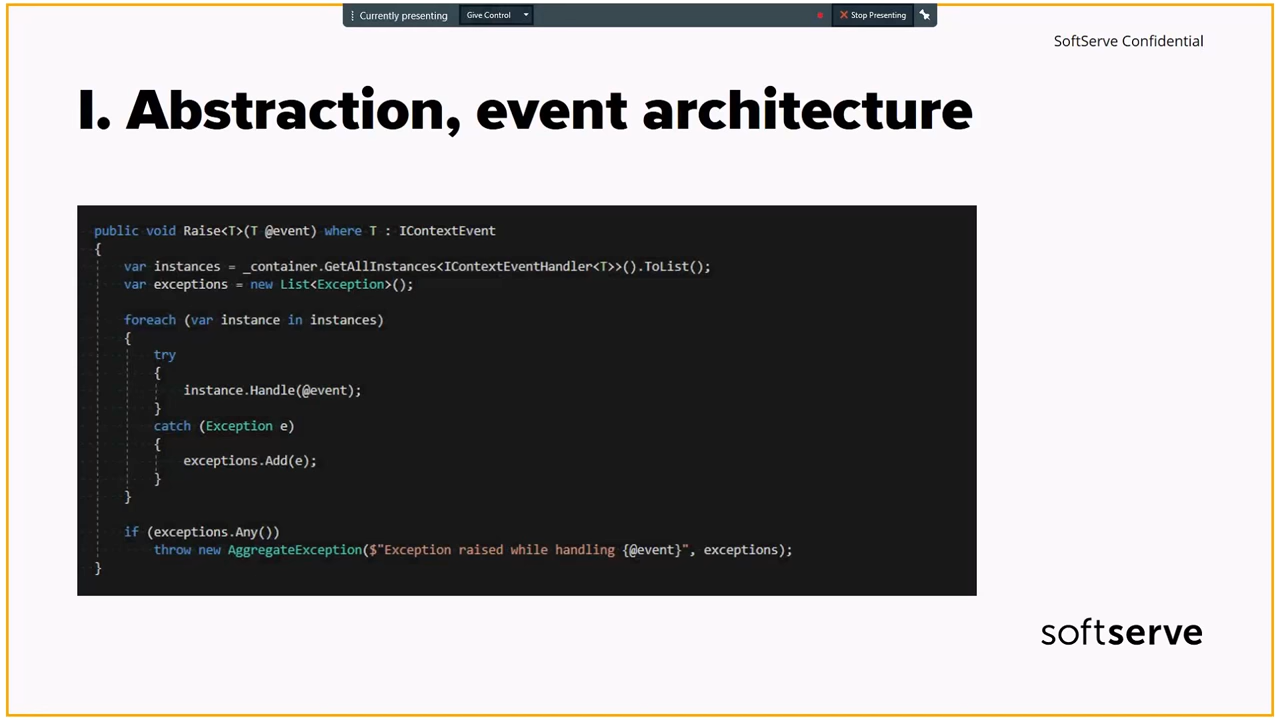 Currently presenting
Give Control
Stop Presenting
SoftServe Confidential
I. Abstraction, event architecture
public void Raise<T>(T @event) where T : IContextEvent
{
var instances = _container.GetAllInstances<IContextEventHandler<T>>().ToList();
var exceptions = new List<Exception>();
foreach (var instance in instances)
{
try
{
instance.Handle(@event);
}
catch (Exception e)
{
exceptions.Add(e);
}
}
if (exceptions.Any())
throw new AggregateException($"Exception raised while handling {@event}", exceptions);
}
softserve